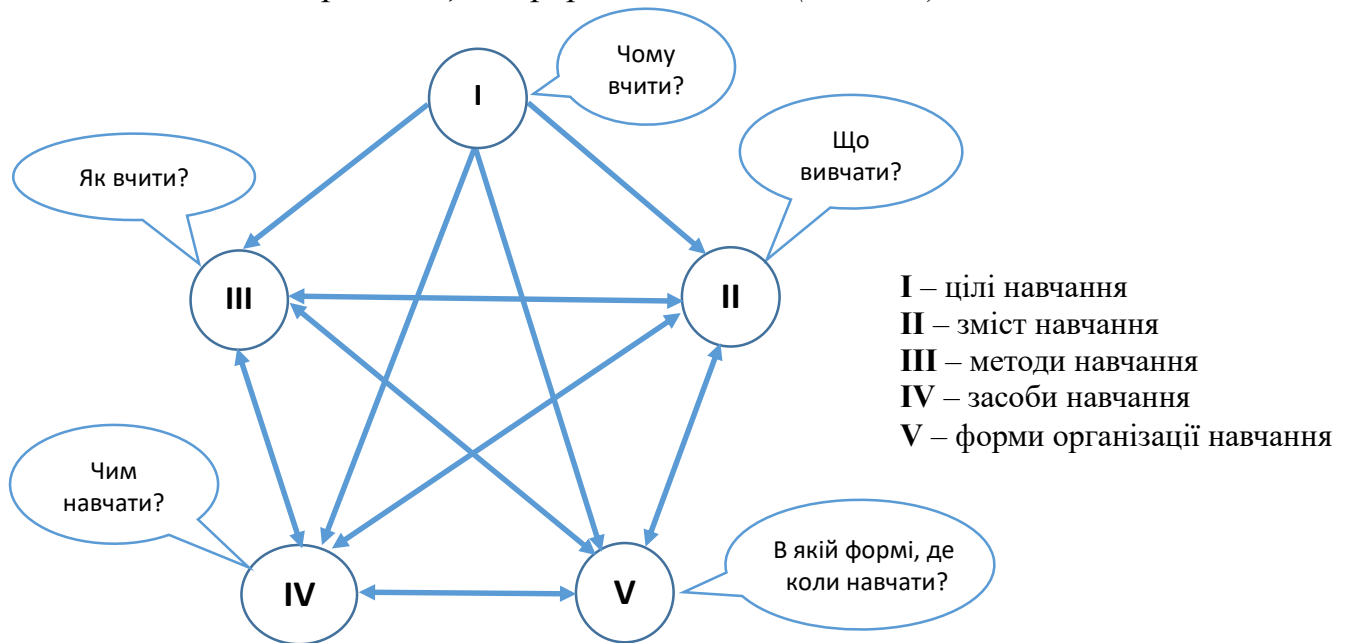 I
Чому
вчити?
Що
вивчати?
Як вчити?
III
II
I – цілі навчання
II – зміст навчання
III – методи навчання
IV – засоби навчання
V – форми організації навчання
Чим
навчати?
В якій формі, де
коли навчати?
IV
V